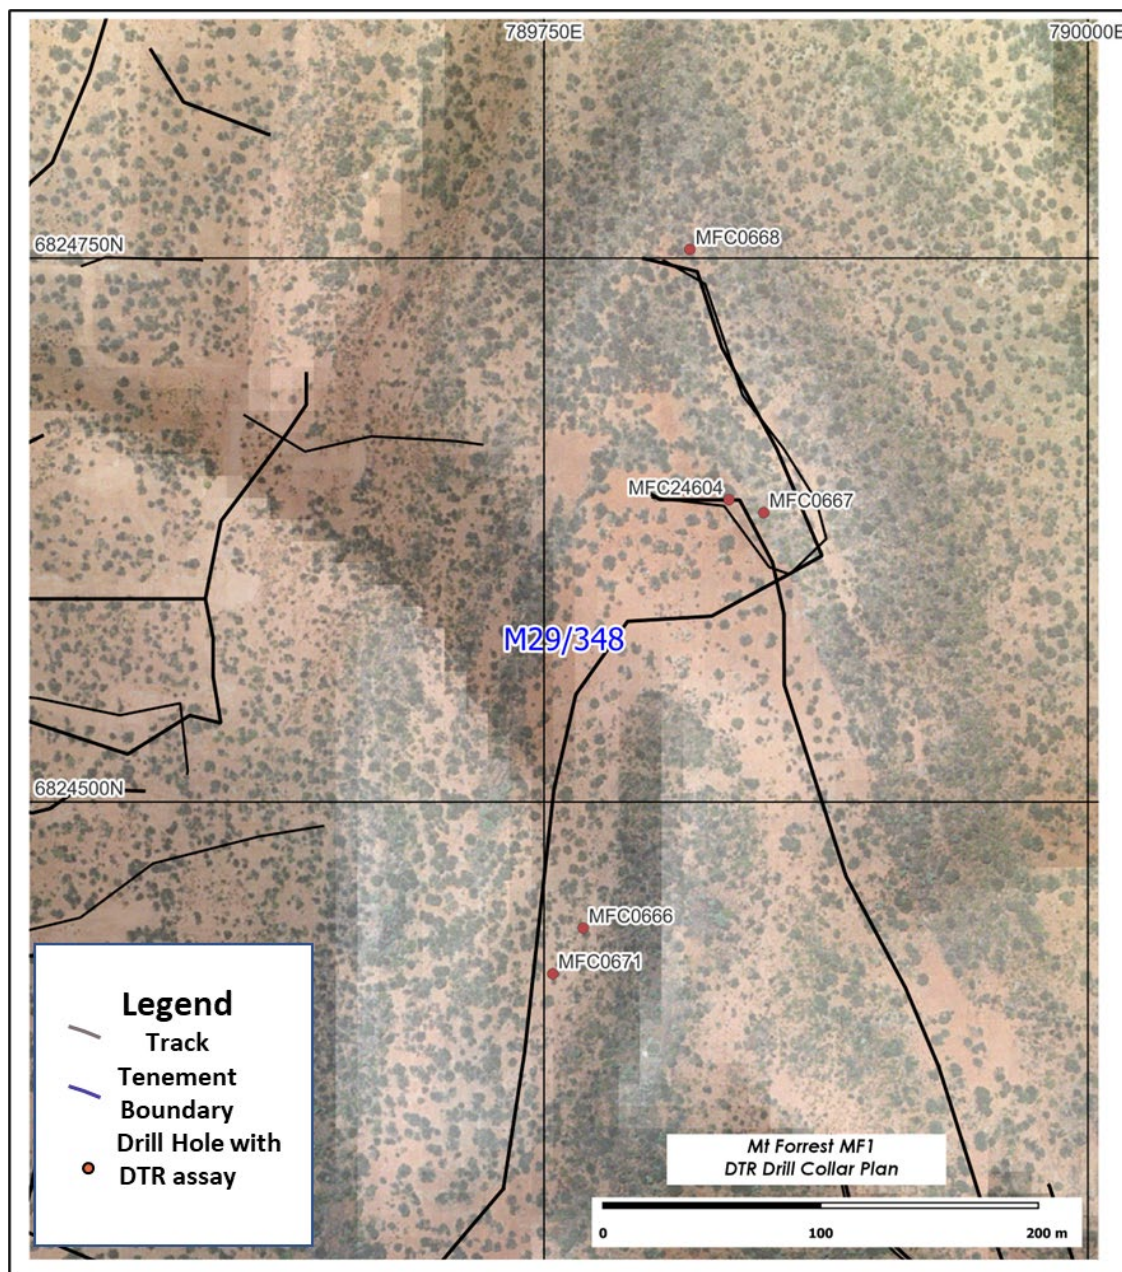 789750E
790000E
6824750N
MFC0668
MFC24604
MFC0667
M29/348
6824500N
MFC0666
MFC0671
Legend
Track
Tenement
Boundary
Drill Hole with
DTR assay
Mt Forrest MF1
DTR Drill Collar Plan
0 100 200 m